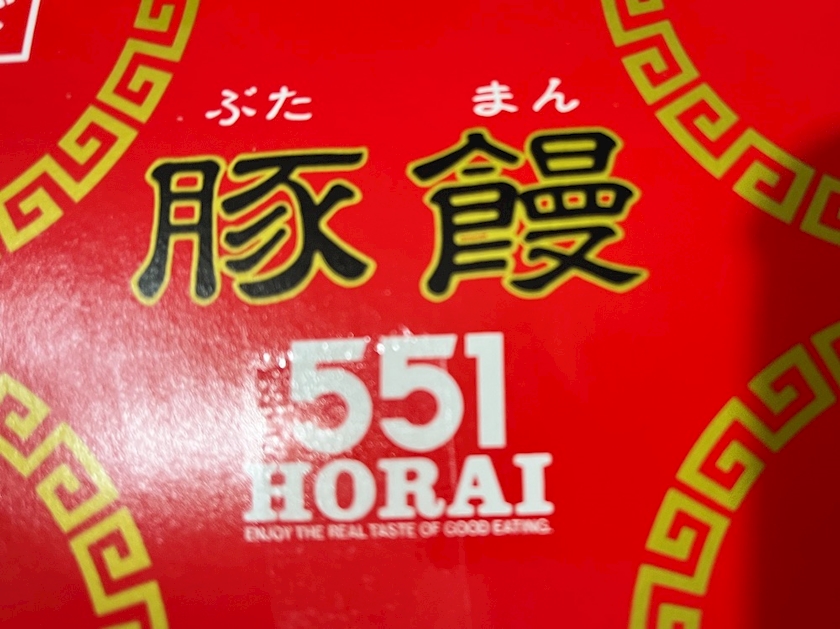 ぶた まん
豚饅
551
HORAI
ENJOY THE REAL TASTE OF GOOD EATING.